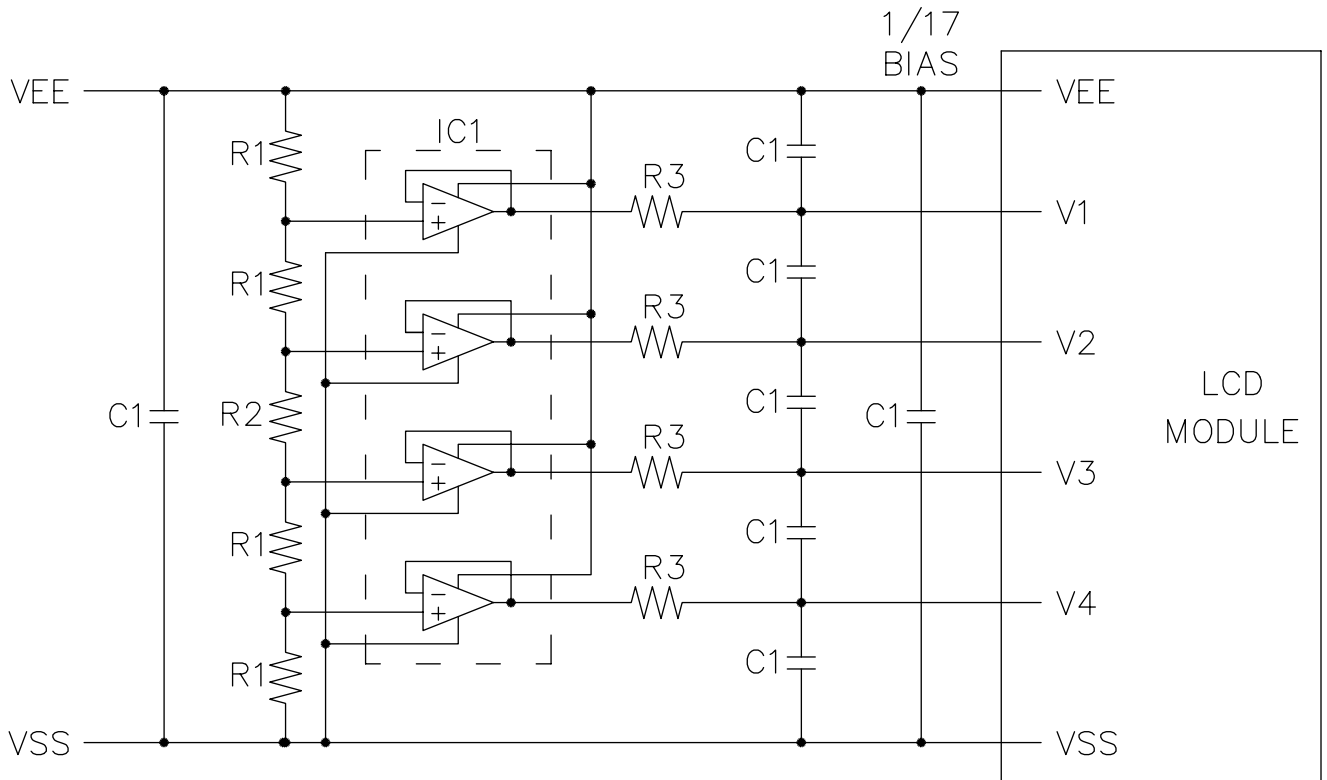 1/17
BIAS
VEE
VEE
IC1
R1
R3
C1
V1
R1
R3
C1
V2
C1
R2
R3
C1
C1
LCD
MODULE
V3
R1
R3
C1
V4
R1
C1
VSS
VSS